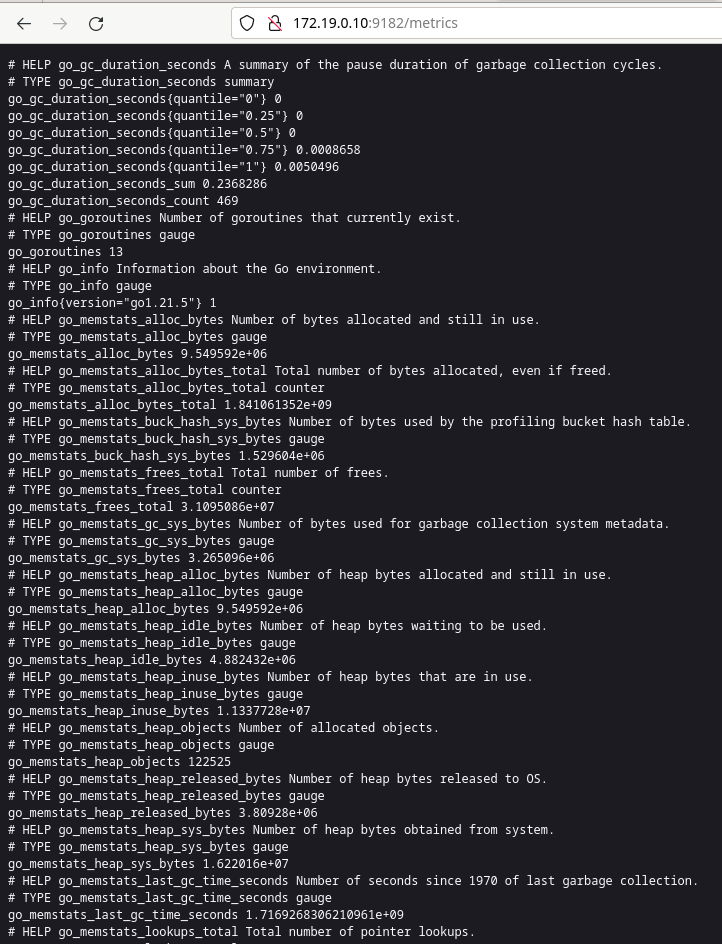 172.19.0.10:9182/metrics
# HELP go_gc_duration_seconds A summary of the pause duration of garbage collection cycles.
# TYPE go_gc_duration_seconds summary
go_gc_duration_seconds{quantile="0"} 0
go_gc_duration_seconds{quantile="0.25"} 0
go_gc_duration_seconds{quantile="0.5"} 0
go_gc_duration_seconds{quantile="0.75"} 0.0008658
go_gc_duration_seconds{quantile="1"} 0.0050496
go_gc_duration_seconds_sum 0.2368286
go_gc_duration_seconds_count 469
# HELP go_goroutines Number of goroutines that currently exist.
# TYPE go_goroutines gauge
go_goroutines 13
# HELP go_info Information about the Go environment.
# TYPE go_info gauge
go_info{version="go1.21.5"} 1
# HELP go_memstats_alloc_bytes Number of bytes allocated and still in use.
# TYPE go_memstats_alloc_bytes gauge
go_memstats_alloc_bytes 9.549592e+06
# HELP go_memstats_alloc_bytes_total Total number of bytes allocated, even if freed.
# TYPE go_memstats_alloc_bytes_total counter
go_memstats_alloc_bytes_total 1.841061352e+09
# HELP go_memstats_buck_hash_sys_bytes Number of bytes used by the profiling bucket hash table.
# TYPE go_memstats_buck_hash_sys_bytes gauge
go_memstats_buck_hash_sys_bytes 1.529604e+06
# HELP go_memstats_frees_total Total number of frees.
# TYPE go_memstats_frees_total counter
go_memstats_frees_total 3.1095086e+07
# HELP go_memstats_gc_sys_bytes Number of bytes used for garbage collection system metadata.
# TYPE go_memstats_gc_sys_bytes gauge
go_memstats_gc_sys_bytes 3.265096e+06
# HELP go_memstats_heap_alloc_bytes Number of heap bytes allocated and still in use.
# TYPE go_memstats_heap_alloc_bytes gauge
go_memstats_heap_alloc_bytes 9.549592e+06
# HELP go_memstats_heap_idle_bytes Number of heap bytes waiting to be used.
# TYPE go_memstats_heap_idle_bytes gauge
go_memstats_heap_idle_bytes 4.882432e+06
# HELP go_memstats_heap_inuse_bytes Number of heap bytes that are in use.
# TYPE go_memstats_heap_inuse_bytes gauge
go_memstats_heap_inuse_bytes 1.1337728e+07
# HELP go_memstats_heap_objects Number of allocated objects.
# TYPE go_memstats_heap_objects gauge
go_memstats_heap_objects 122525
# HELP go_memstats_heap_released_bytes Number of heap bytes released to OS.
# TYPE go_memstats_heap_released_bytes gauge
go_memstats_heap_released_bytes 3.80928e+06
# HELP go_memstats_heap_sys_bytes Number of heap bytes obtained from system.
# TYPE go_memstats_heap_sys_bytes gauge
go_memstats_heap_sys_bytes 1.622016e+07
# HELP go_memstats_last_gc_time_seconds Number of seconds since 1970 of last garbage collection.
# TYPE go_memstats_last_gc_time_seconds gauge
go_memstats_last_gc_time_seconds 1.7169268306210961e+09
# HELP go_memstats_lookups_total Total number of pointer lookups.